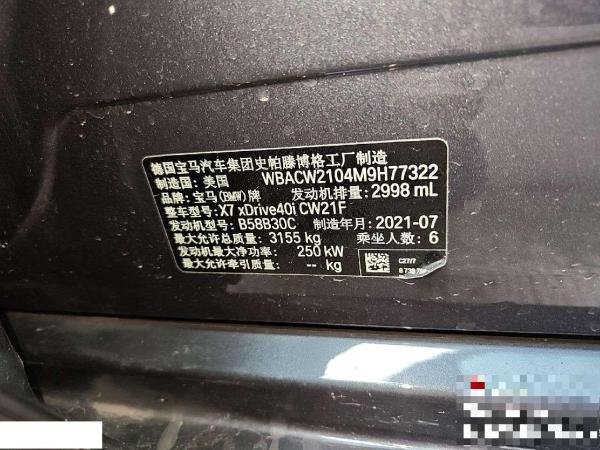 德国宝马汽车集团史帕滕博格工厂制造
制造国: 美国 WBACW2104M9H77322
品牌: 宝马(BMW)牌 发动机排量: 2998 mL
整车型号: X7 xDrive40i CW21F
发动机型号: B58B30C 制造年月: 2021-07
最大允许总质量: 3155 kg 乘坐人数: 6
发动机最大净功率: 250 kW
最大允许牵引质量: -- kg
C27/7